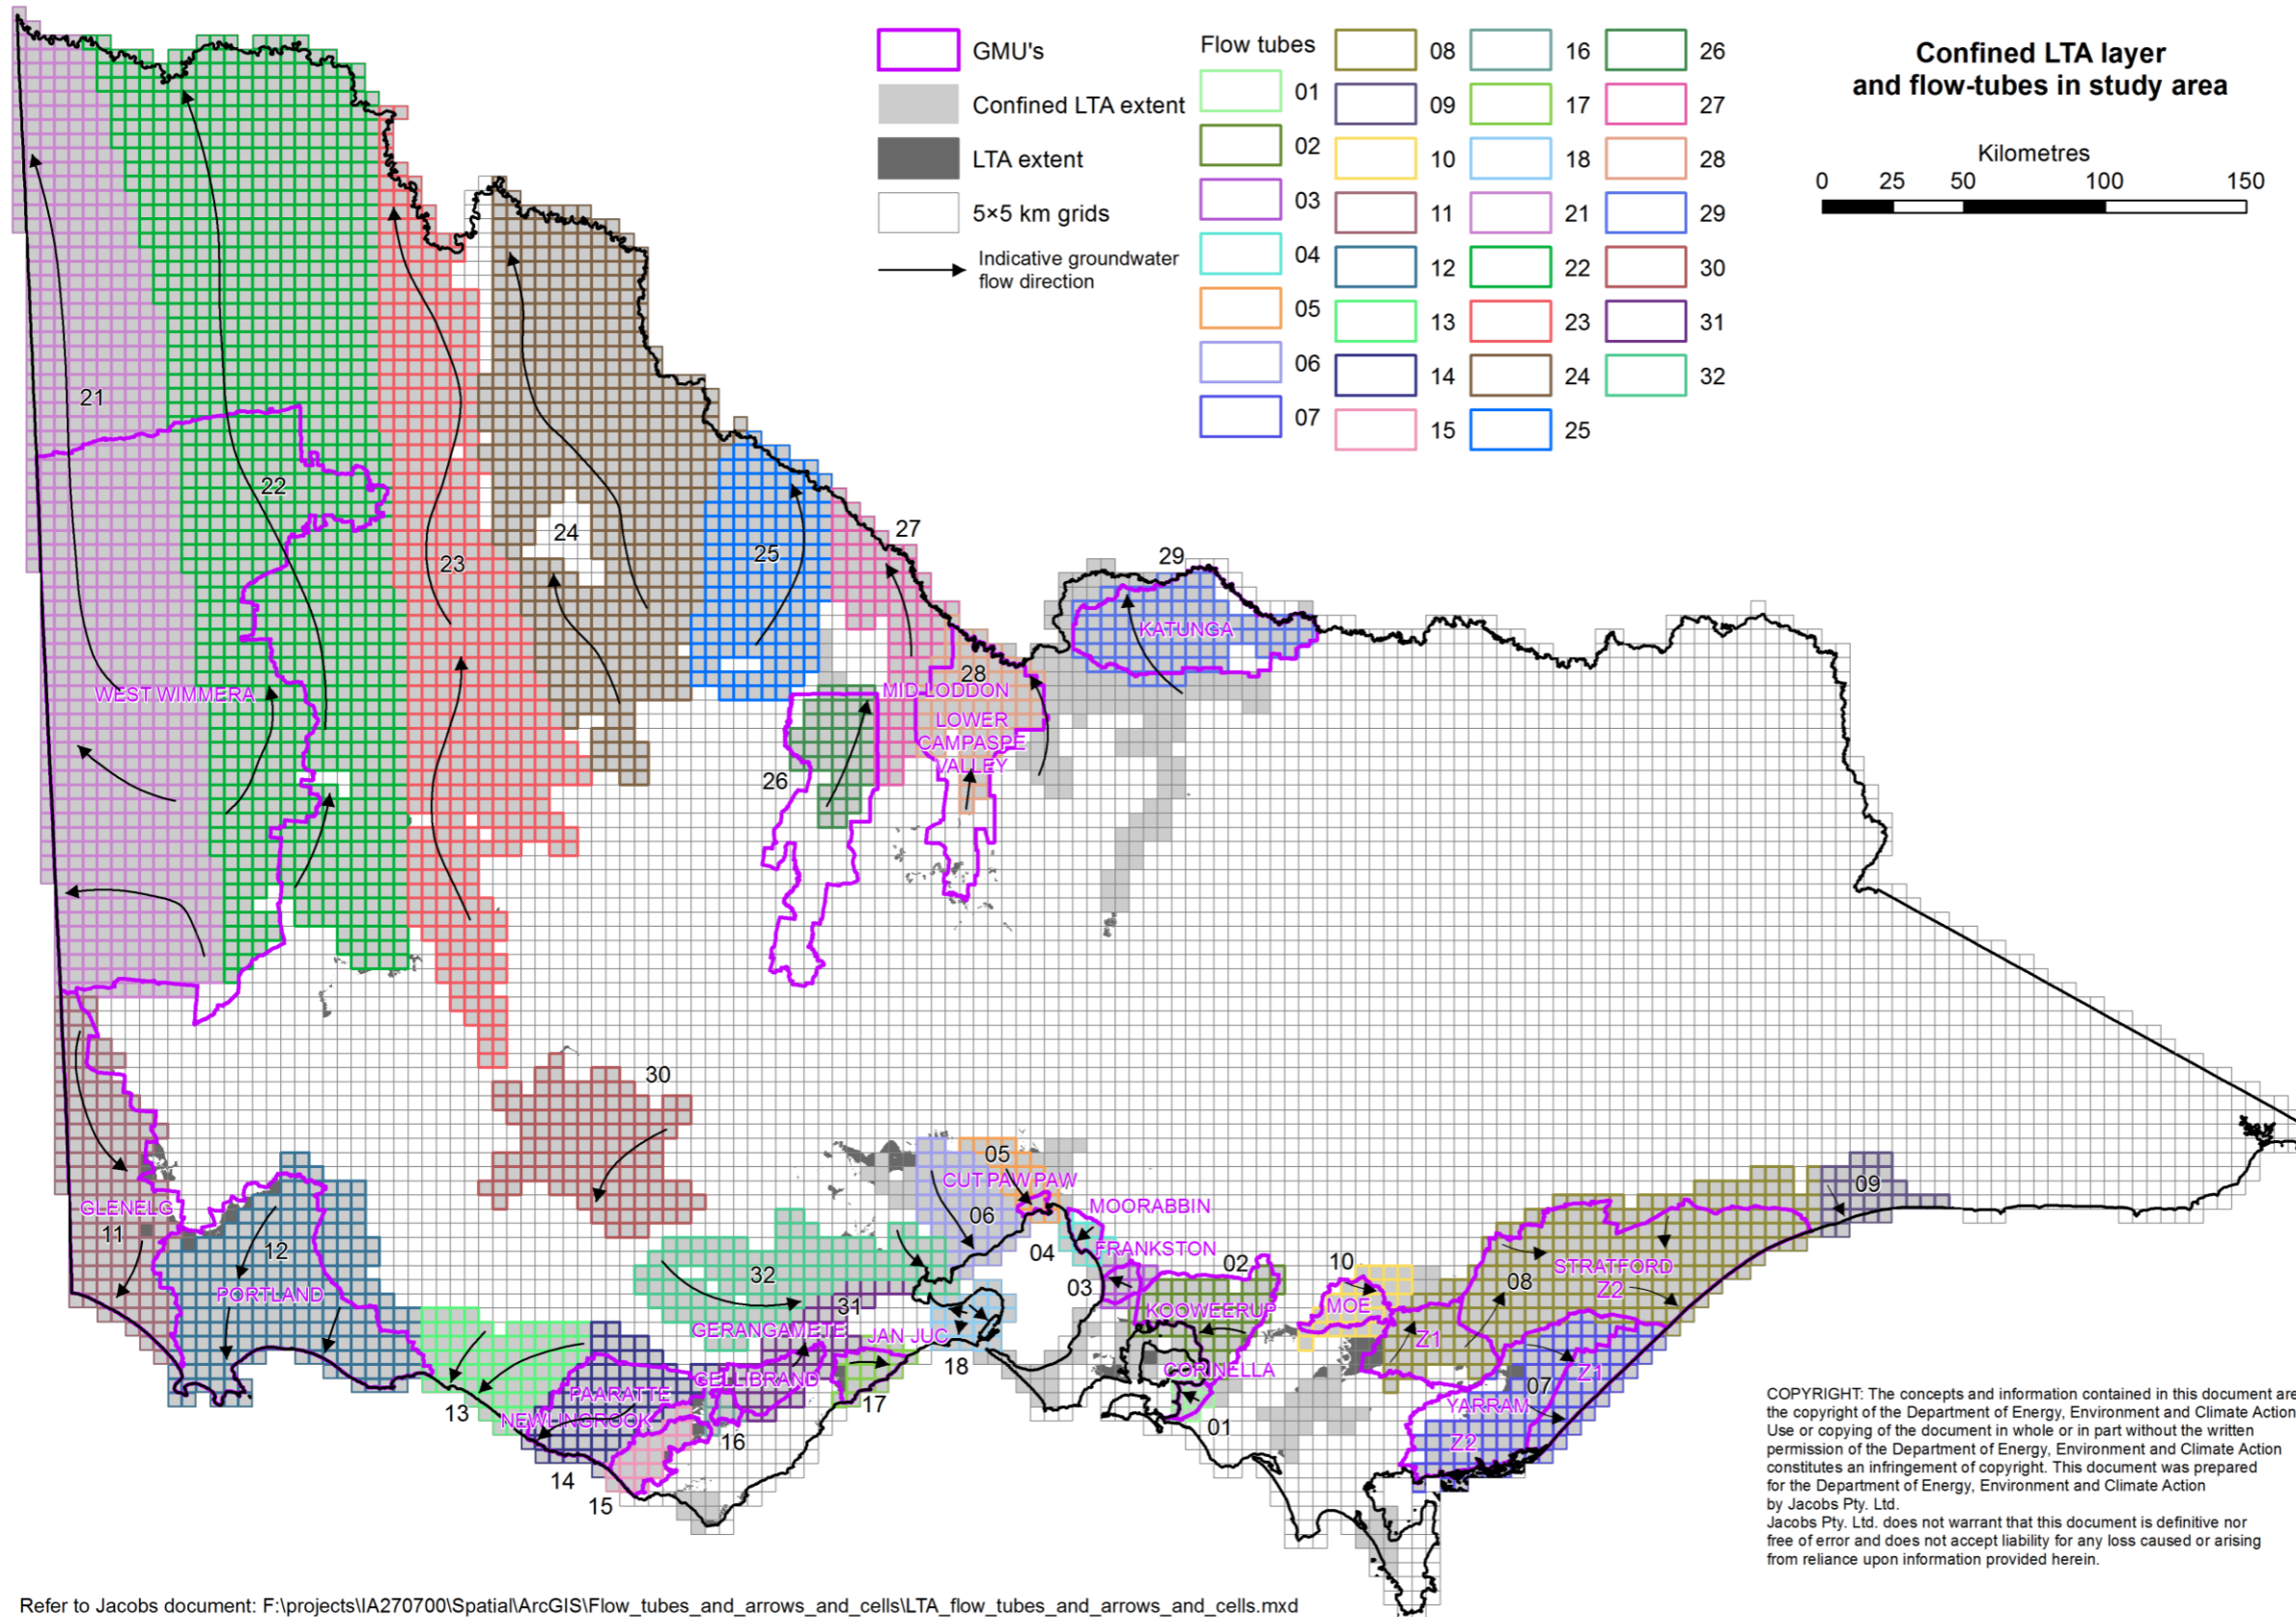 Confined LTA layer
and flow-tubes in study area
Kilometres
0 25 50 100 150
GMU's
Confined LTA extent
LTA extent
5×5 km grids
Indicative groundwater
flow direction
Flow tubes
01
02
03
04
05
06
07
08
09
10
11
12
13
14
15
16
17
18
21
22
23
24
25
26
27
28
29
30
31
32
21
22
23
24
25
27
29
KATUNGA
28
WEST WIMMERA
MID LODDON
LOWER
CAMPASPE
VALLEY
26
30
05
CUT PAW PAW
09
GLENELG
11
06
MOORABBIN
12
04
FRANKSTON
02
10
STRATFORD
Z2
08
32
03
PORTLAND
31
KOOWEERUP
MOE
GERANGAMETE
JAN JUC
Z1
18
GELLIBRAND
CORINELLA
Z1
07
PAARATTE
17
YARRAM
13
NEWLINGROOK
16
01
Z2
14
15
COPYRIGHT: The concepts and information contained in this document are
the copyright of the Department of Energy, Environment and Climate Action
Use or copying of the document in whole or in part without the written
permission of the Department of Energy, Environment and Climate Action
constitutes an infringement of copyright. This document was prepared
for the Department of Energy, Environment and Climate Action
by Jacobs Pty. Ltd.
Jacobs Pty. Ltd. does not warrant that this document is definitive nor
free of error and does not accept liability for any loss caused or arising
from reliance upon information provided herein.
Refer to Jacobs document: F:\projects\IA270700\Spatial\ArcGIS\Flow_tubes_and_arrows_and_cells\LTA_flow_tubes_and_arrows_and_cells.mxd